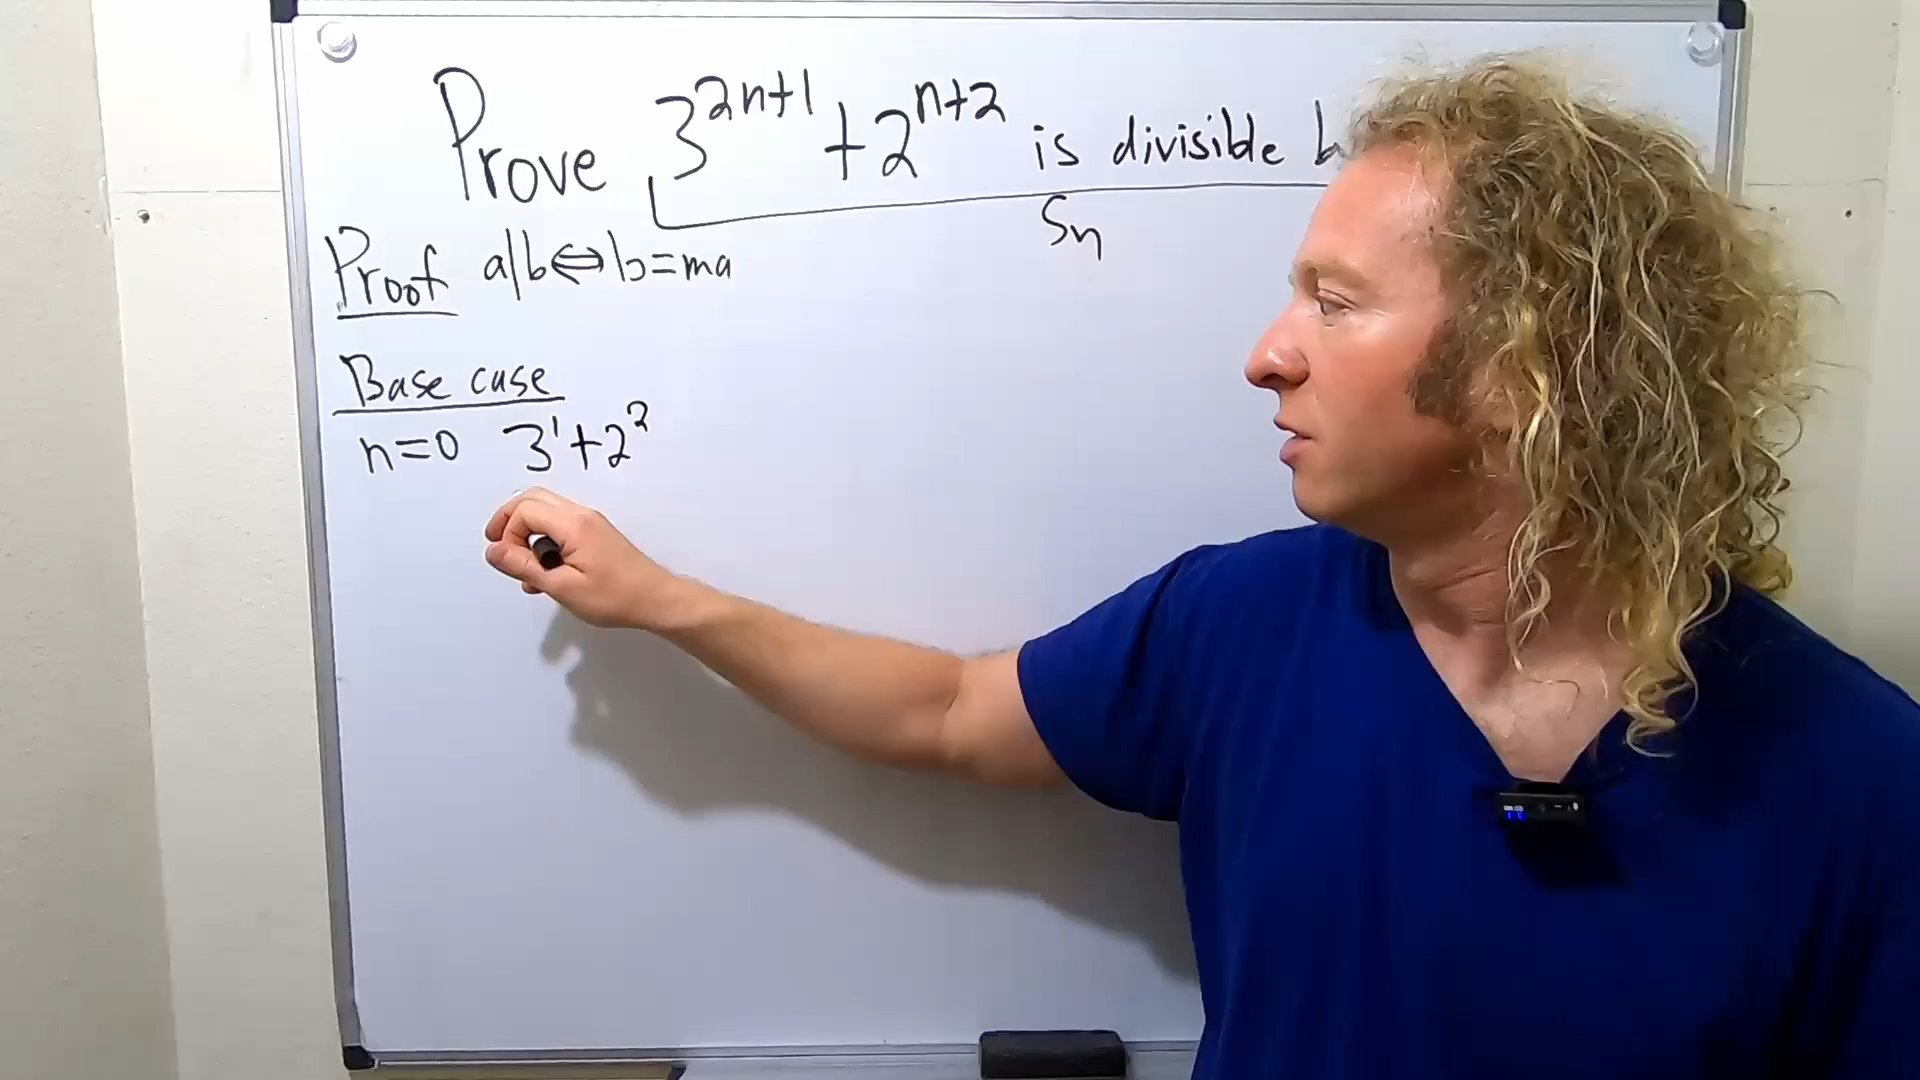 Prove 3^{2n+1} + 2^{n+2} is divisible
Sn
Proof a|b ⇔ b=ma
Base case
n=0 3^1+2^2